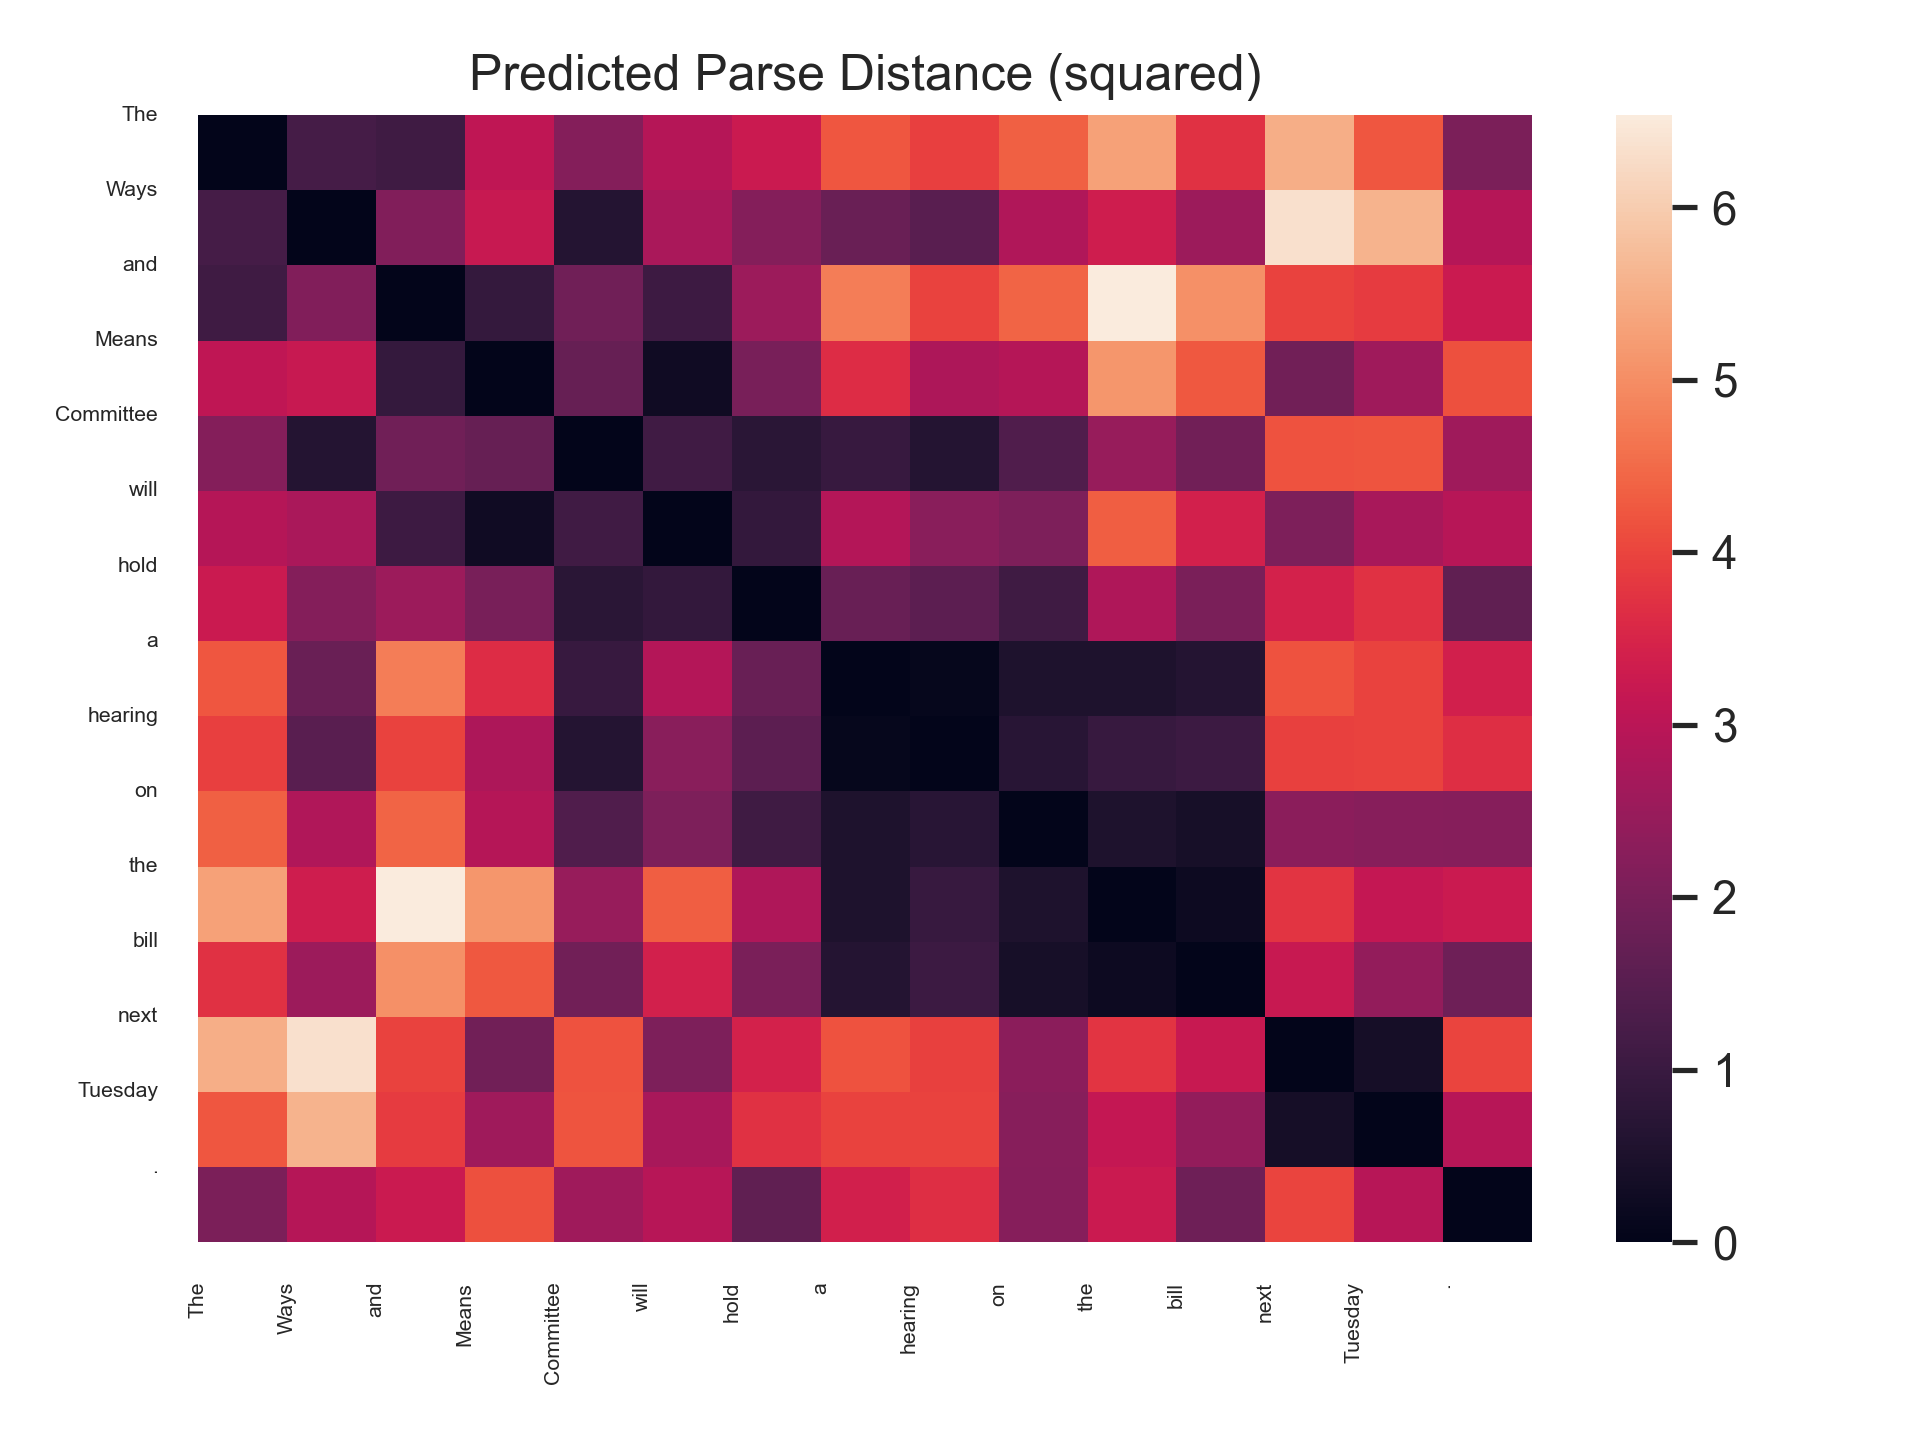 Predicted Parse Distance (squared)
The
Ways
and
Means
Committee
will
hold
a
hearing
on
the
bill
next
Tuesday
.
6
5
4
3
2
1
0
The
Ways
and
Means
Committee
will
hold
a
hearing
on
the
bill
next
Tuesday
.